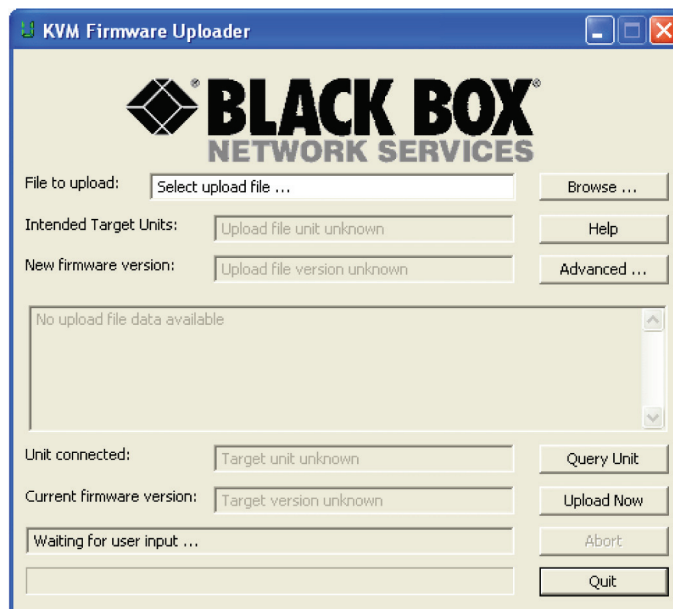 KVM Firmware Uploader
BLACK BOX®
NETWORK SERVICES
File to upload: Select upload file ... Browse ...
Intended Target Units: Upload file unit unknown Help
New firmware version: Upload file version unknown Advanced ...
No upload file data available
Unit connected: Target unit unknown Query Unit
Current firmware version: Target version unknown Upload Now
Waiting for user input ... Abort
Quit